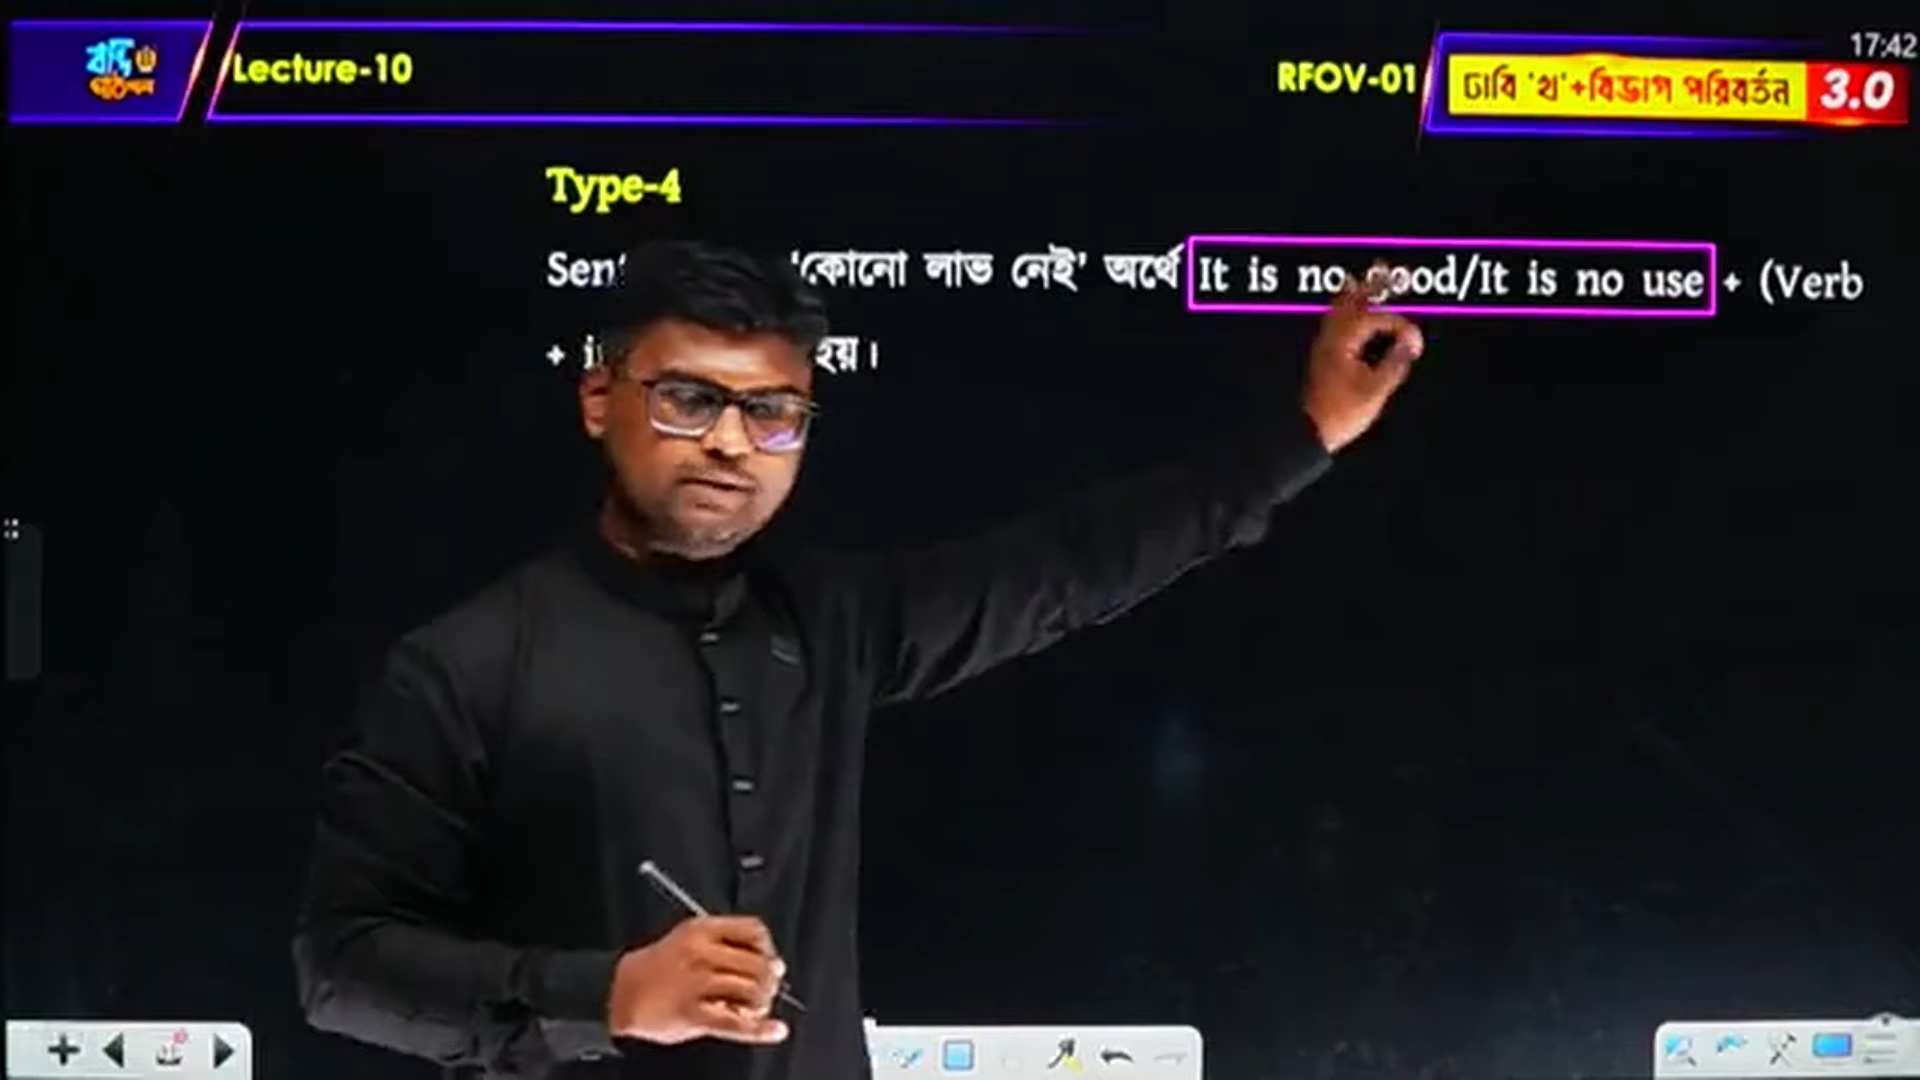 17:42
Lecture-10
RFOV-01
ঢাবি 'খ'+বিভাগ পরিবর্তন 3.0
Type-4
‘কোনো লাভ নেই’ অর্থে It is no good/It is no use + (Verb
+ হয়।